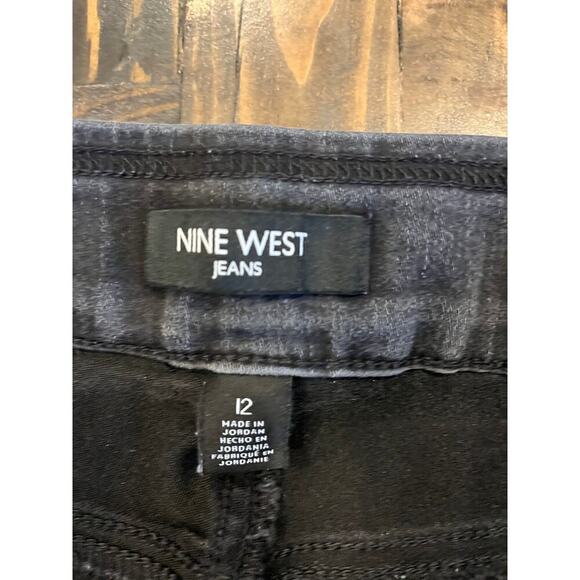 NINE WEST
JEANS
12
MADE IN
JORDAN
HECHO EN
JORDANIA
FABRIQUÉ EN
JORDANIE